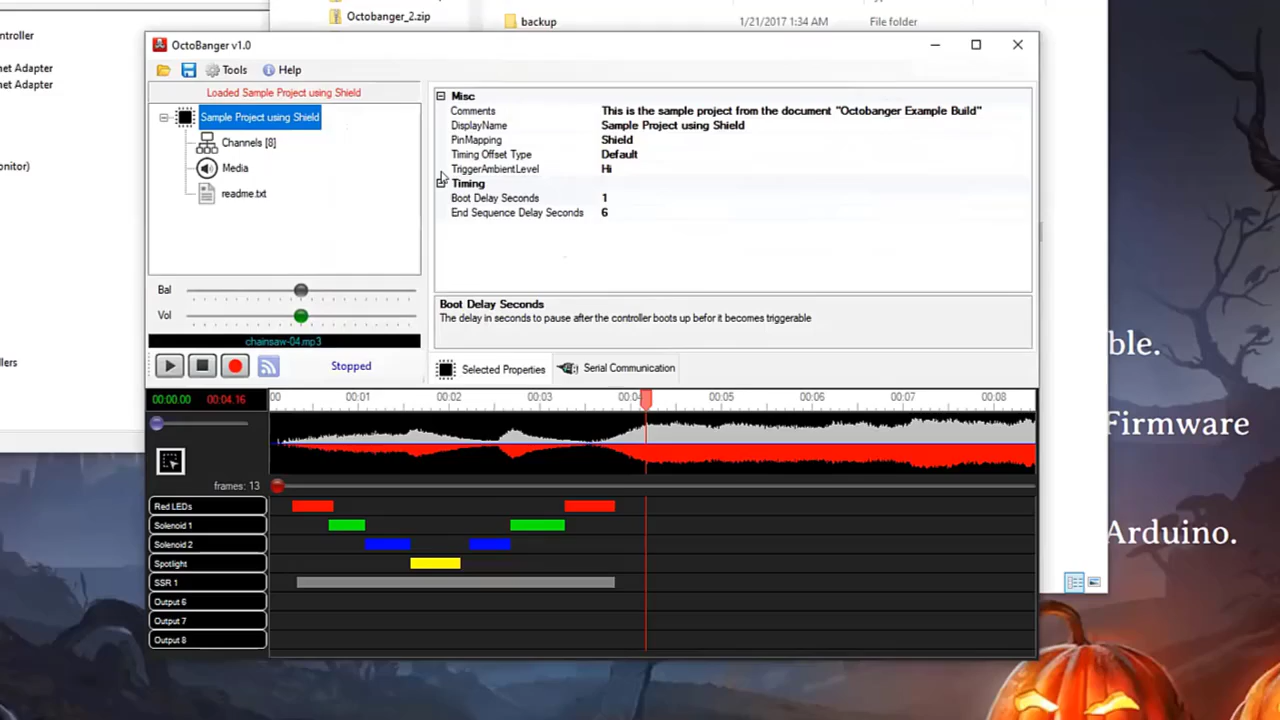 ontroller
Octobanger_2.zip
backup
1/21/2017 1:34 AM
File folder
net Adapter
net Adapter
onitor)
llers
OctoBanger v1.0
Tools
Help
Loaded Sample Project using Shield
Sample Project using Shield
Channels [8]
Media
readme.txt
Misc
Comments This is the sample project from the document "Octobanger Example Build"
DisplayName Sample Project using Shield
PinMapping Shield
Timing Offset Type Default
TriggerAmbientLevel Hi
Timing
Boot Delay Seconds 1
End Sequence Delay Seconds 6
Boot Delay Seconds
The delay in seconds to pause after the controller boots up befor it becomes triggerable
Bal
Vol
chainsaw-04.mp3
Stopped
Selected Properties
Serial Communication
00:00.00 00:04.16
00 00:01 00:02 00:03 00:04 00:05 00:06 00:07 00:08
frames: 13
Red LEDs
Solenoid 1
Solenoid 2
Spotlight
SSR 1
Output 6
Output 7
Output 8
ble.
Firmware
Arduino.